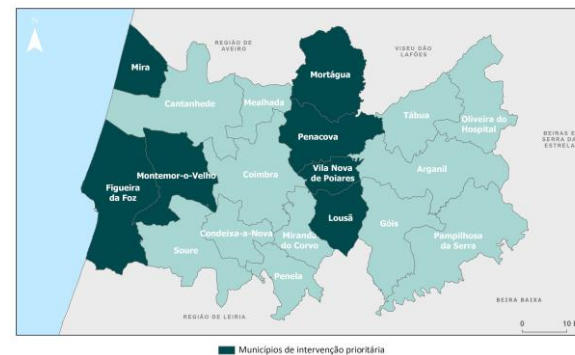 N
REGIÃO DE
AVEIRO
VISEU DÃO
LAFÕES
Mira
Mortágua
Cantanhede
Mealhada
Tábua
Oliveira do
Hospital
Penacova
BEIRAS E
SERRA DA
ESTRELA
Vila Nova
de Poiares
Arganil
Montemor-o-Velho
Coimbra
Figueira
da Foz
Lousã
Góis
Condeixa-a-Nova
Miranda
do Corvo
Pampilhosa
da Serra
Soure
Penela
BEIRA BAIXA
REGIÃO DE LEIRIA
0 10
Municípios de intervenção prioritária